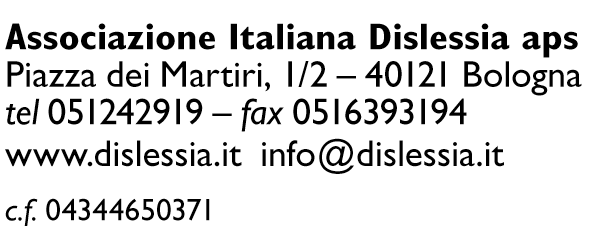 Associazione Italiana Dislessia aps
Piazza dei Martiri, 1/2 – 40121 Bologna
tel 051242919 – fax 0516393194
www.dislessia.it info@dislessia.it
c.f. 04344650371